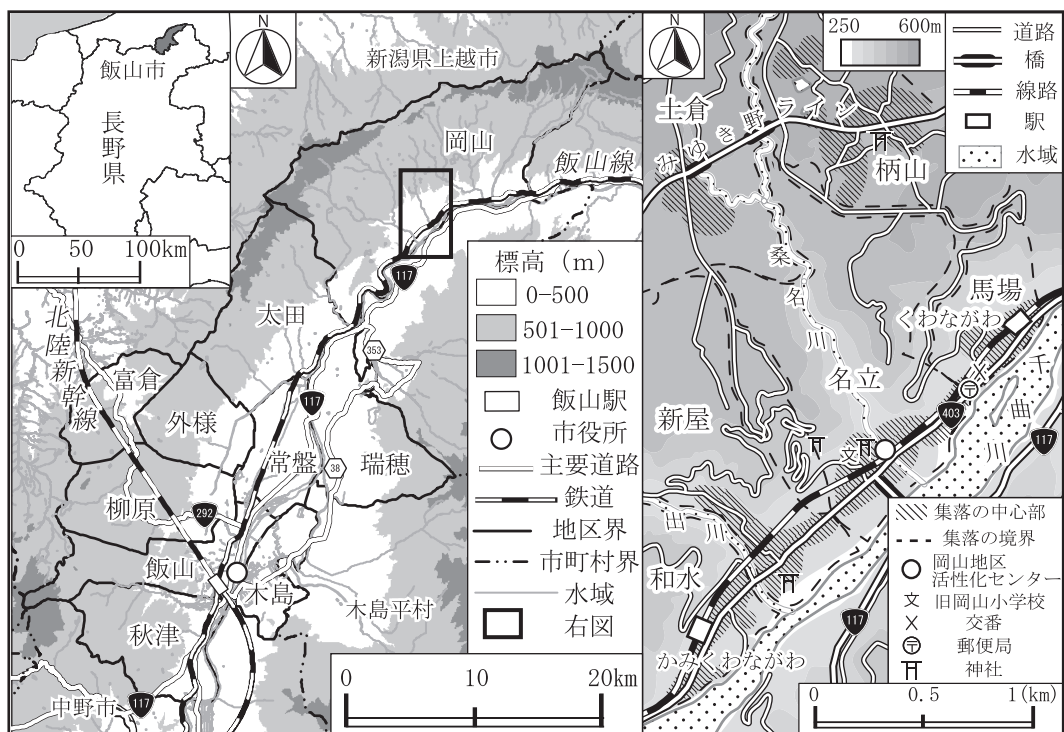 飯山市
長野県
0 50 100km
N
新潟県上越市
岡山
飯山線
117
太田
353
北陸新幹線
富倉
外様
117
常盤
瑞穂
38
柳原
292
飯山
木島
木島平村
秋津
中野市
117
標高(m)
0-500
501-1000
1001-1500
飯山駅
市役所
主要道路
鉄道
地区界
市町村界
水域
右図
0 10 20km
N
250 600m
道路
橋
線路
駅
水域
土倉
みゆき野ライン
柄山
桑名川
馬場
くわながわ
名立
新屋
403
千曲川
117
文
出川
和水
かみくわながわ
117
集落の中心部
集落の境界
岡山地区
活性化センター
文 旧岡山小学校
X 交番
〒 郵便局
神社
0 0.5 1(km)